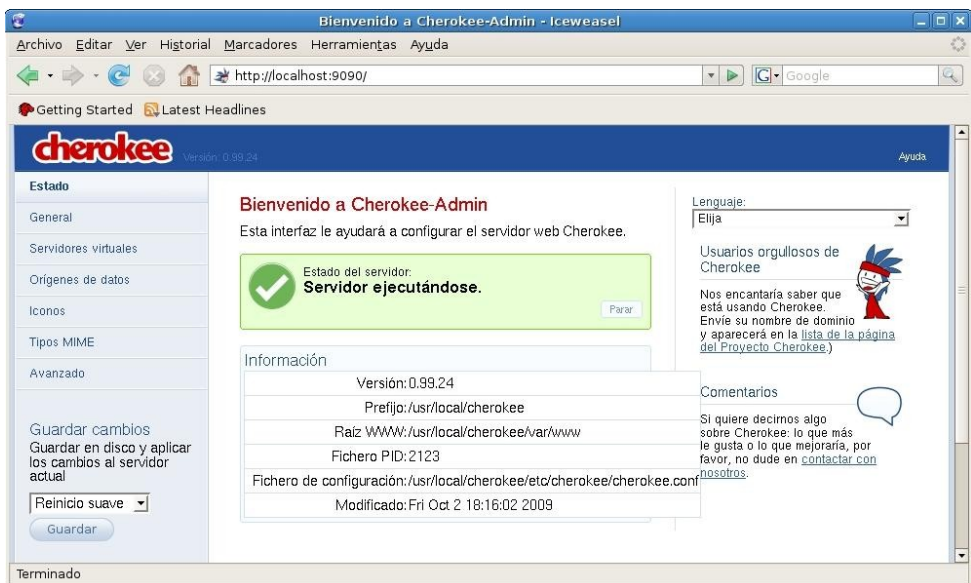 Bienvenido a Cherokee-Admin - Iceweasel
Archivo Editar Ver Historial Marcadores Herramientas Ayuda
http://localhost:9090/
Google
Getting Started Latest Headlines
cherokee Versión: 0.99.24
Ayuda
Estado
General
Servidores virtuales
Orígenes de datos
Iconos
Tipos MIME
Avanzado
Guardar cambios
Guardar en disco y aplicar
los cambios al servidor
actual
Reinicio suave
Guardar
Bienvenido a Cherokee-Admin
Esta interfaz le ayudará a configurar el servidor web Cherokee.
Estado del servidor:
Servidor ejecutándose.
Parar
Información
Versión: 0.99.24
Prefijo: /usr/local/cherokee
Raíz WWW: /usr/local/cherokee/var/www
Fichero PID: 2123
Fichero de configuración: /usr/local/cherokee/etc/cherokee/cherokee.conf
Modificado: Fri Oct 2 18:16:02 2009
Lenguaje:
Elija
Usuarios orgullosos de
Cherokee
Nos encantaría saber que
está usando Cherokee.
Envíe su nombre de dominio
y aparecerá en la lista de la página
del Proyecto Cherokee.)
Comentarios
Si quiere decirnos algo
sobre Cherokee: lo que más
le gusta o lo que mejoraría, por
favor, no dude en contactar con
nosotros.
Terminado